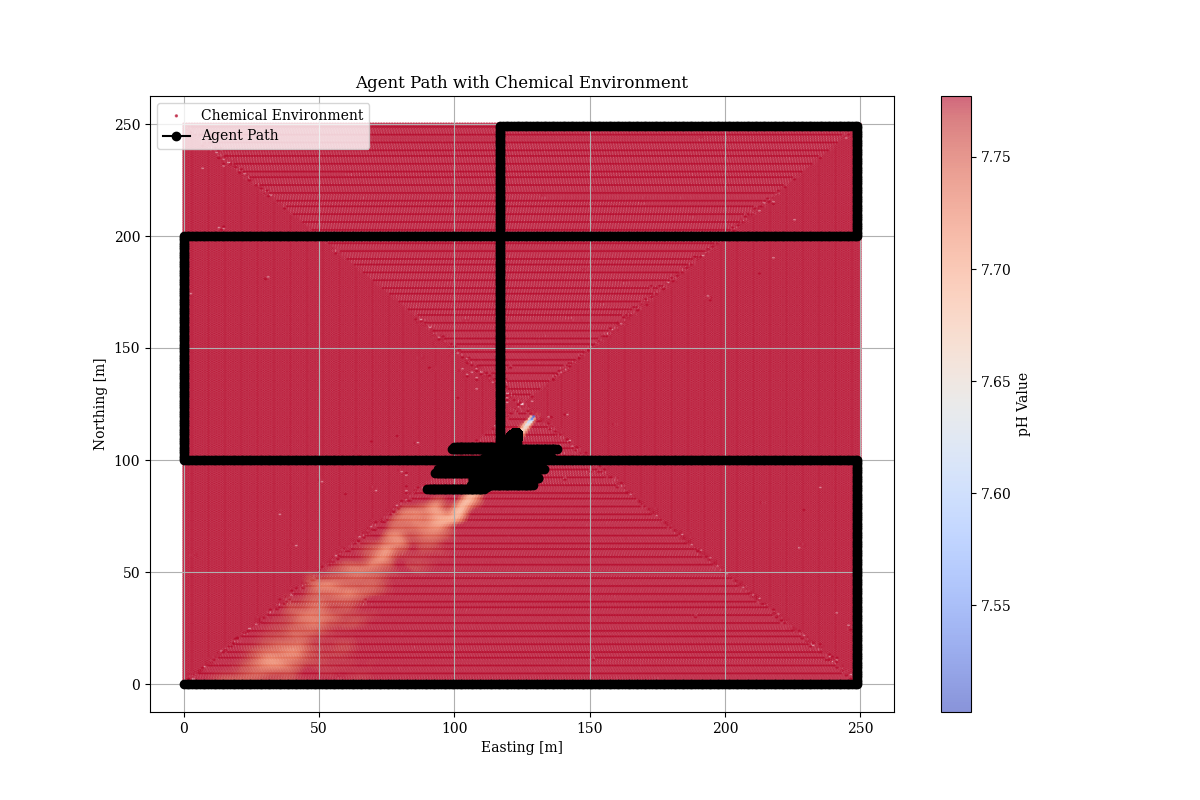 Agent Path with Chemical Environment
Chemical Environment
Agent Path
250
200
150
100
50
0
Northing [m]
0 50 100 150 200 250
Easting [m]
7.75
7.70
7.65
7.60
7.55
pH Value